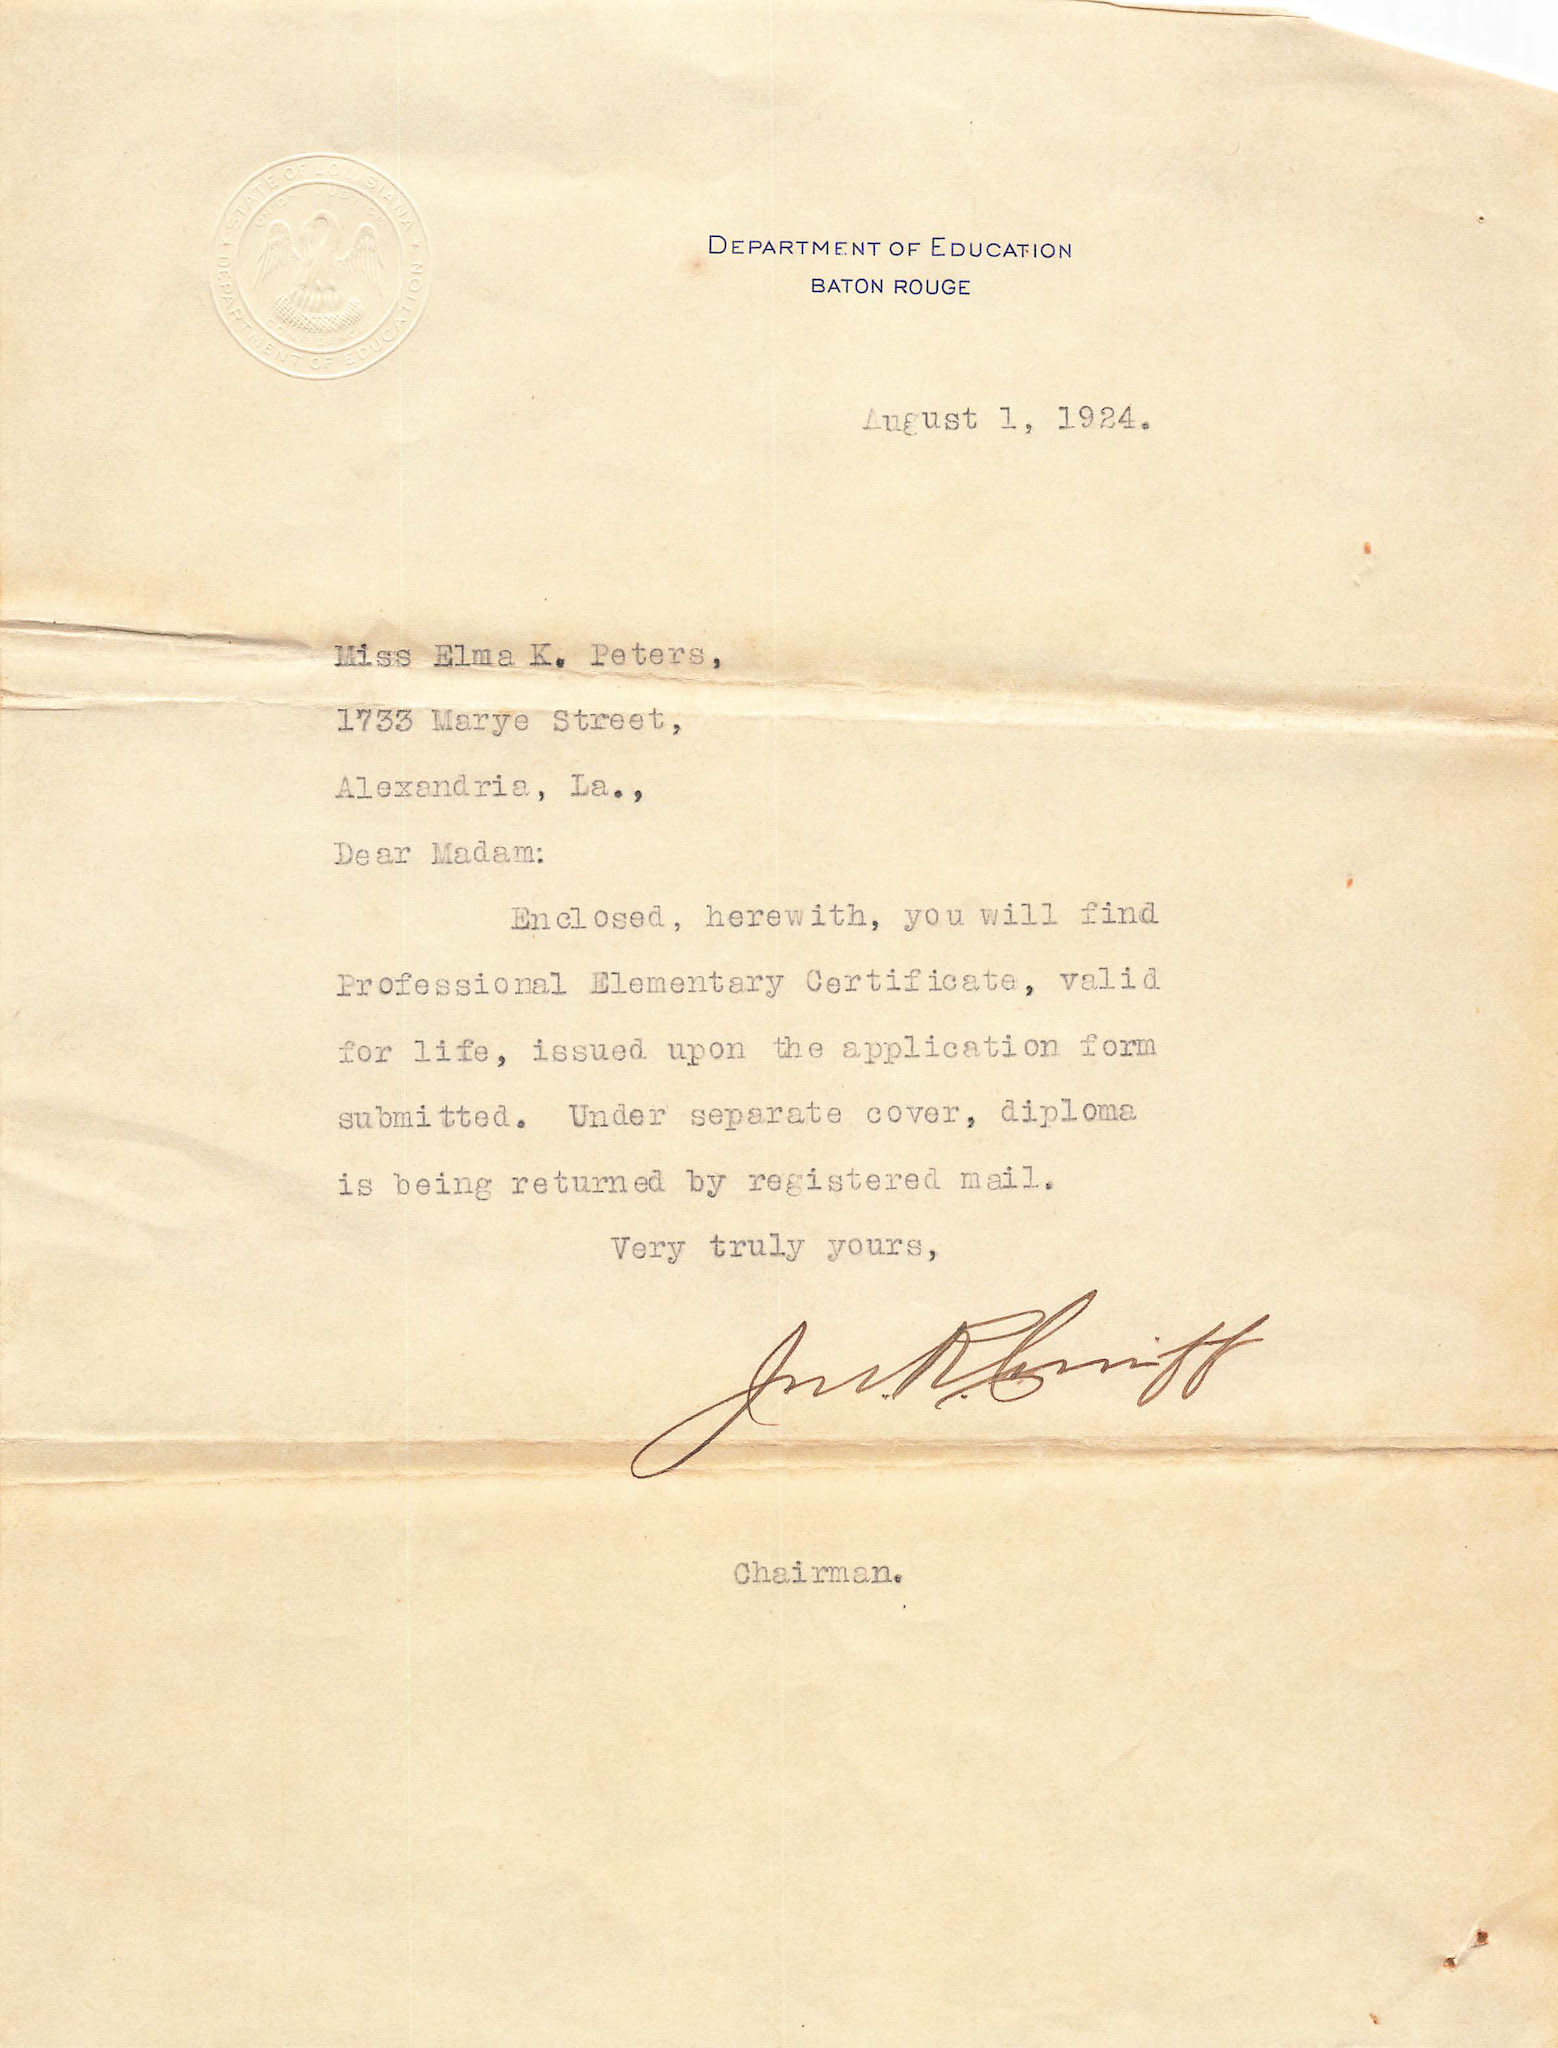 STATE OF LOUISIANA
DEPARTMENT OF EDUCATION
DEPARTMENT OF EDUCATION
BATON ROUGE
August 1, 1924.
Miss Elma K. Peters,
1733 Marye Street,
Alexandria, La.,
Dear Madam:
Enclosed, herewith, you will find
Professional Elementary Certificate, valid
for life, issued upon the application form
submitted. Under separate cover, diploma
is being returned by registered mail.
Very truly yours,
Chairman.